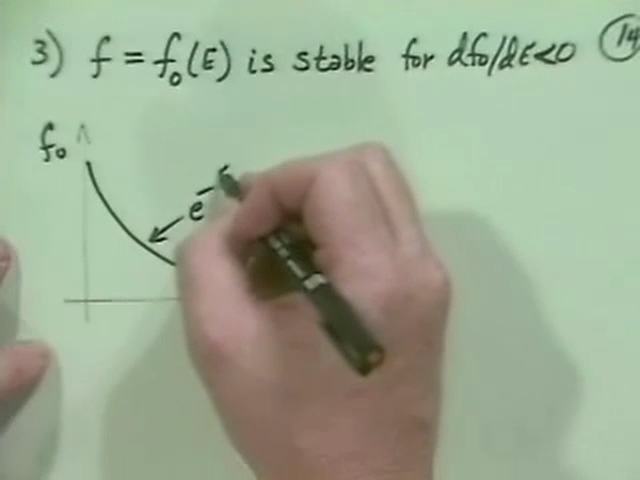 3) f = f₀(E) is stable for df₀/dE<0 14
f₀
e⁻